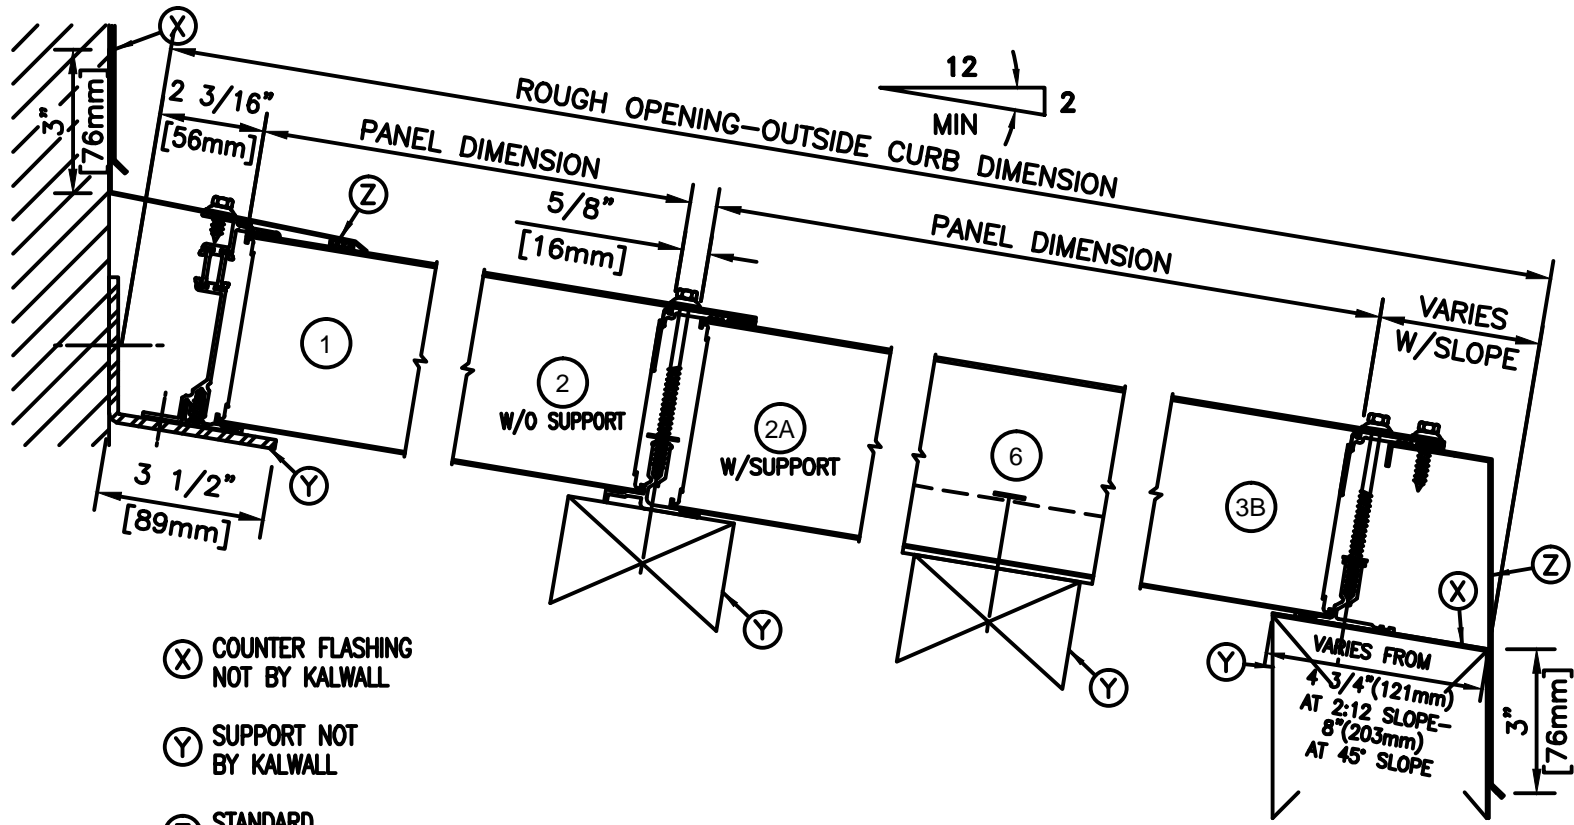 X
3"
[76mm]
2 3/16"
[56mm]
ROUGH OPENING-OUTSIDE CURB DIMENSION
12
2
MIN
PANEL DIMENSION
Z
5/8"
[16mm]
PANEL DIMENSION
VARIES
W/SLOPE
1
2
W/O SUPPORT
2A
W/SUPPORT
6
3B
3 1/2"
[89mm]
Y
Y
Y
Y
X
Z
VARIES FROM
4 3/4"(121mm)
AT 2:12 SLOPE-
8"(203mm)
AT 45° SLOPE
3"
[76mm]
X COUNTER FLASHING
NOT BY KALWALL
Y SUPPORT NOT
BY KALWALL
Z STANDARD